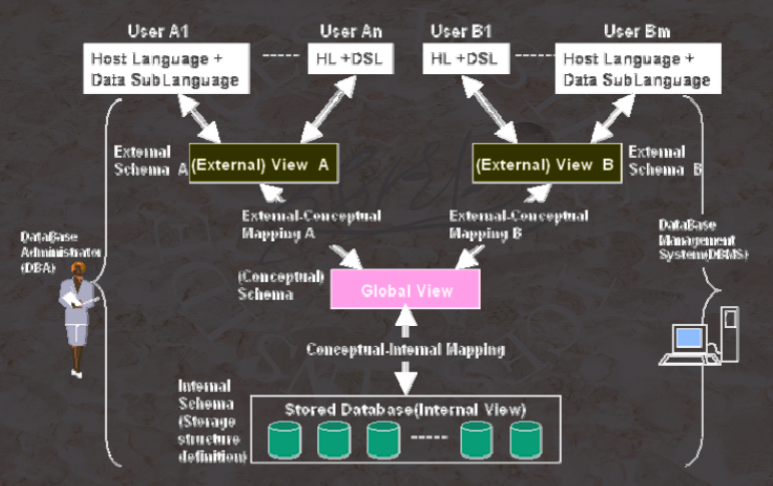 User A1
User An
User B1
User Bm
Host Language +
Data SubLanguage
HL +DSL
HL +DSL
Host Language +
Data SubLanguage
External
Schema A
(External) View A
(External) View B
External
Schema B
External-Conceptual
Mapping A
External-Conceptual
Mapping B
DataBase
Administrator
(DBA)
DataBase
Management
System(DBMS)
(Conceptual)
Schema
Global View
Conceptual-Internal Mapping
Internal
Schema
(Storage
structure
definition)
Stored Database(Internal View)